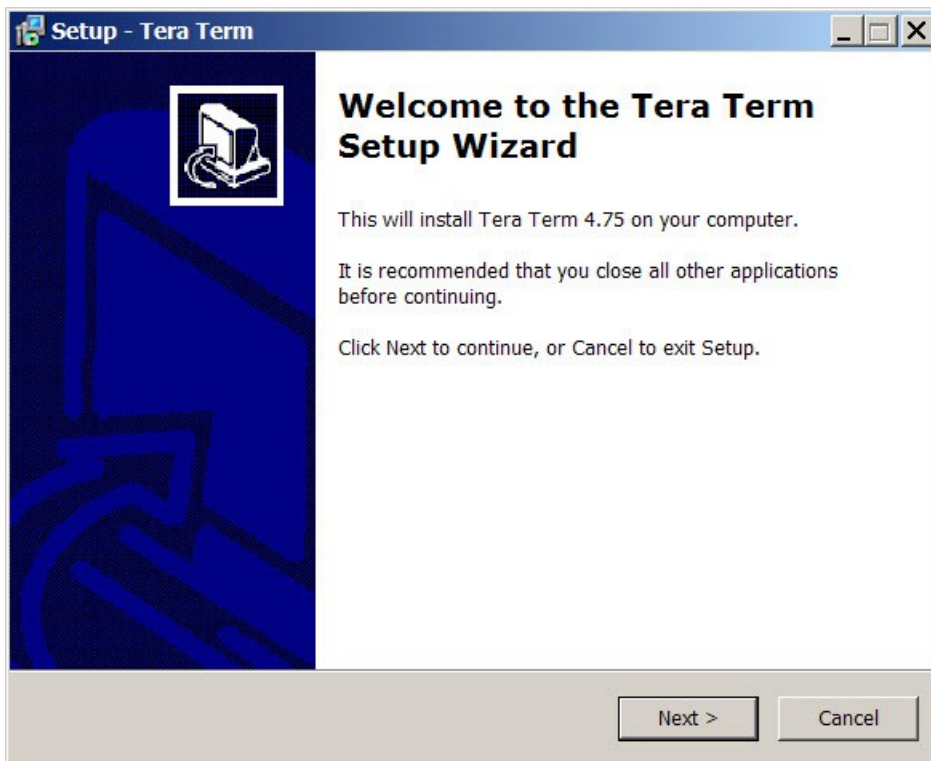 Setup - Tera Term
Welcome to the Tera Term
Setup Wizard
This will install Tera Term 4.75 on your computer.
It is recommended that you close all other applications
before continuing.
Click Next to continue, or Cancel to exit Setup.
Next >
Cancel